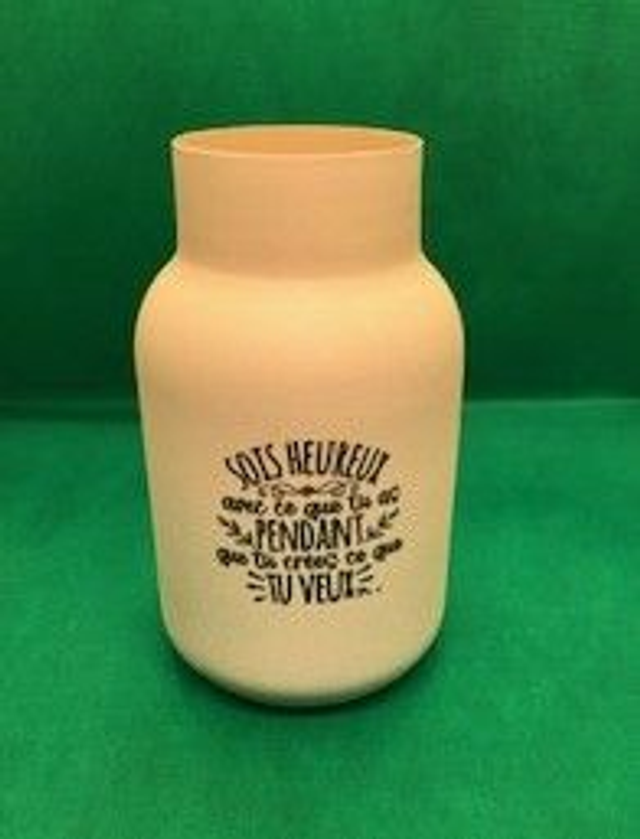 SOIS HEUREUX
avec ce que tu as
PENDANT
que tu crées ce que
TU VEUX